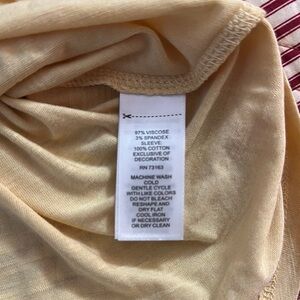 97% VISCOSE
3% SPANDEX
SLEEVE:
100% COTTON
EXCLUSIVE OF
DECORATION
RN 73163
MACHINE WASH
COLD
GENTLE CYCLE
WITH LIKE COLORS
DO NOT BLEACH
RESHAPE AND
DRY FLAT
COOL IRON
IF NECESSARY
OR DRY CLEAN